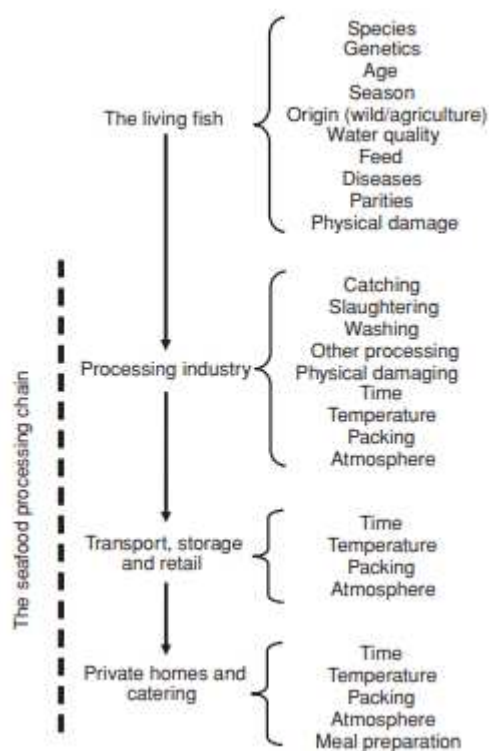 Species
Genetics
Age
Season
The living fish
Origin (wild/agriculture)
Water quality
Feed
Diseases
Parities
Physical damage
The seafood processing chain
Catching
Slaughtering
Washing
Other processing
Processing industry
Physical damaging
Time
Temperature
Packing
Atmosphere
Transport, storage
and retail
Time
Temperature
Packing
Atmosphere
Private homes and
catering
Time
Temperature
Packing
Atmosphere
Meal preparation